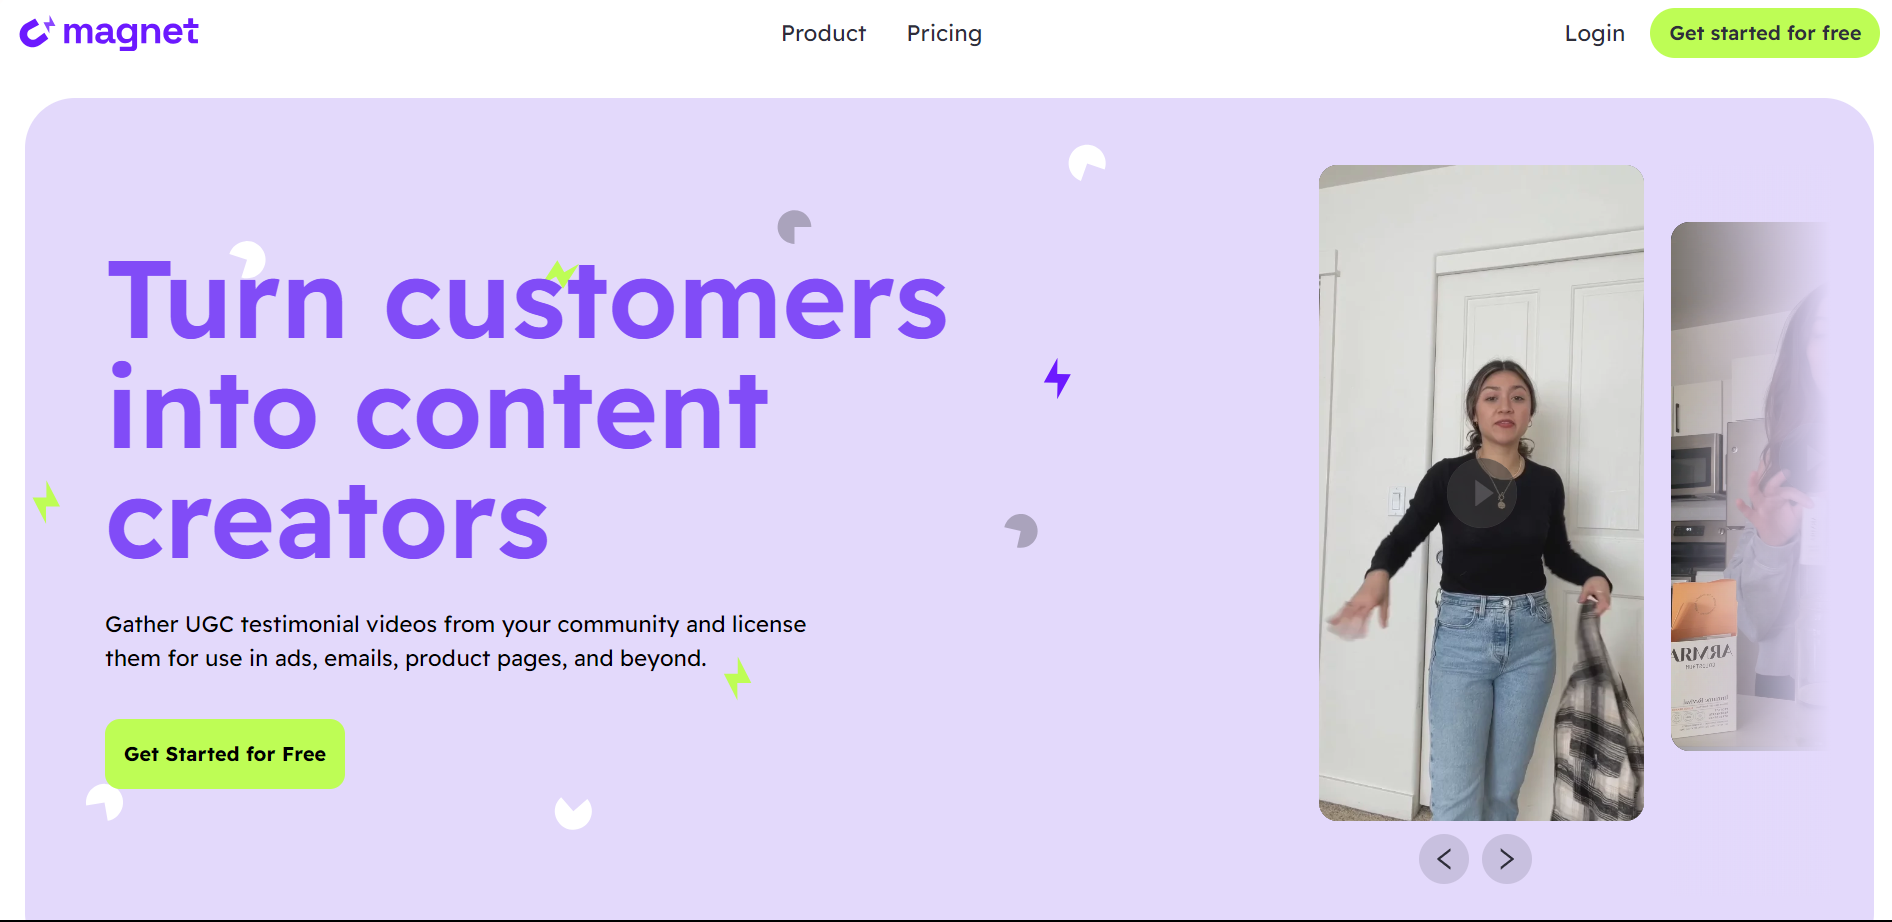 magnet
Product
Pricing
Login
Get started for free
Turn customers
into content
creators
Gather UGC testimonial videos from your community and license
them for use in ads, emails, product pages, and beyond.
Get Started for Free
ARMRA